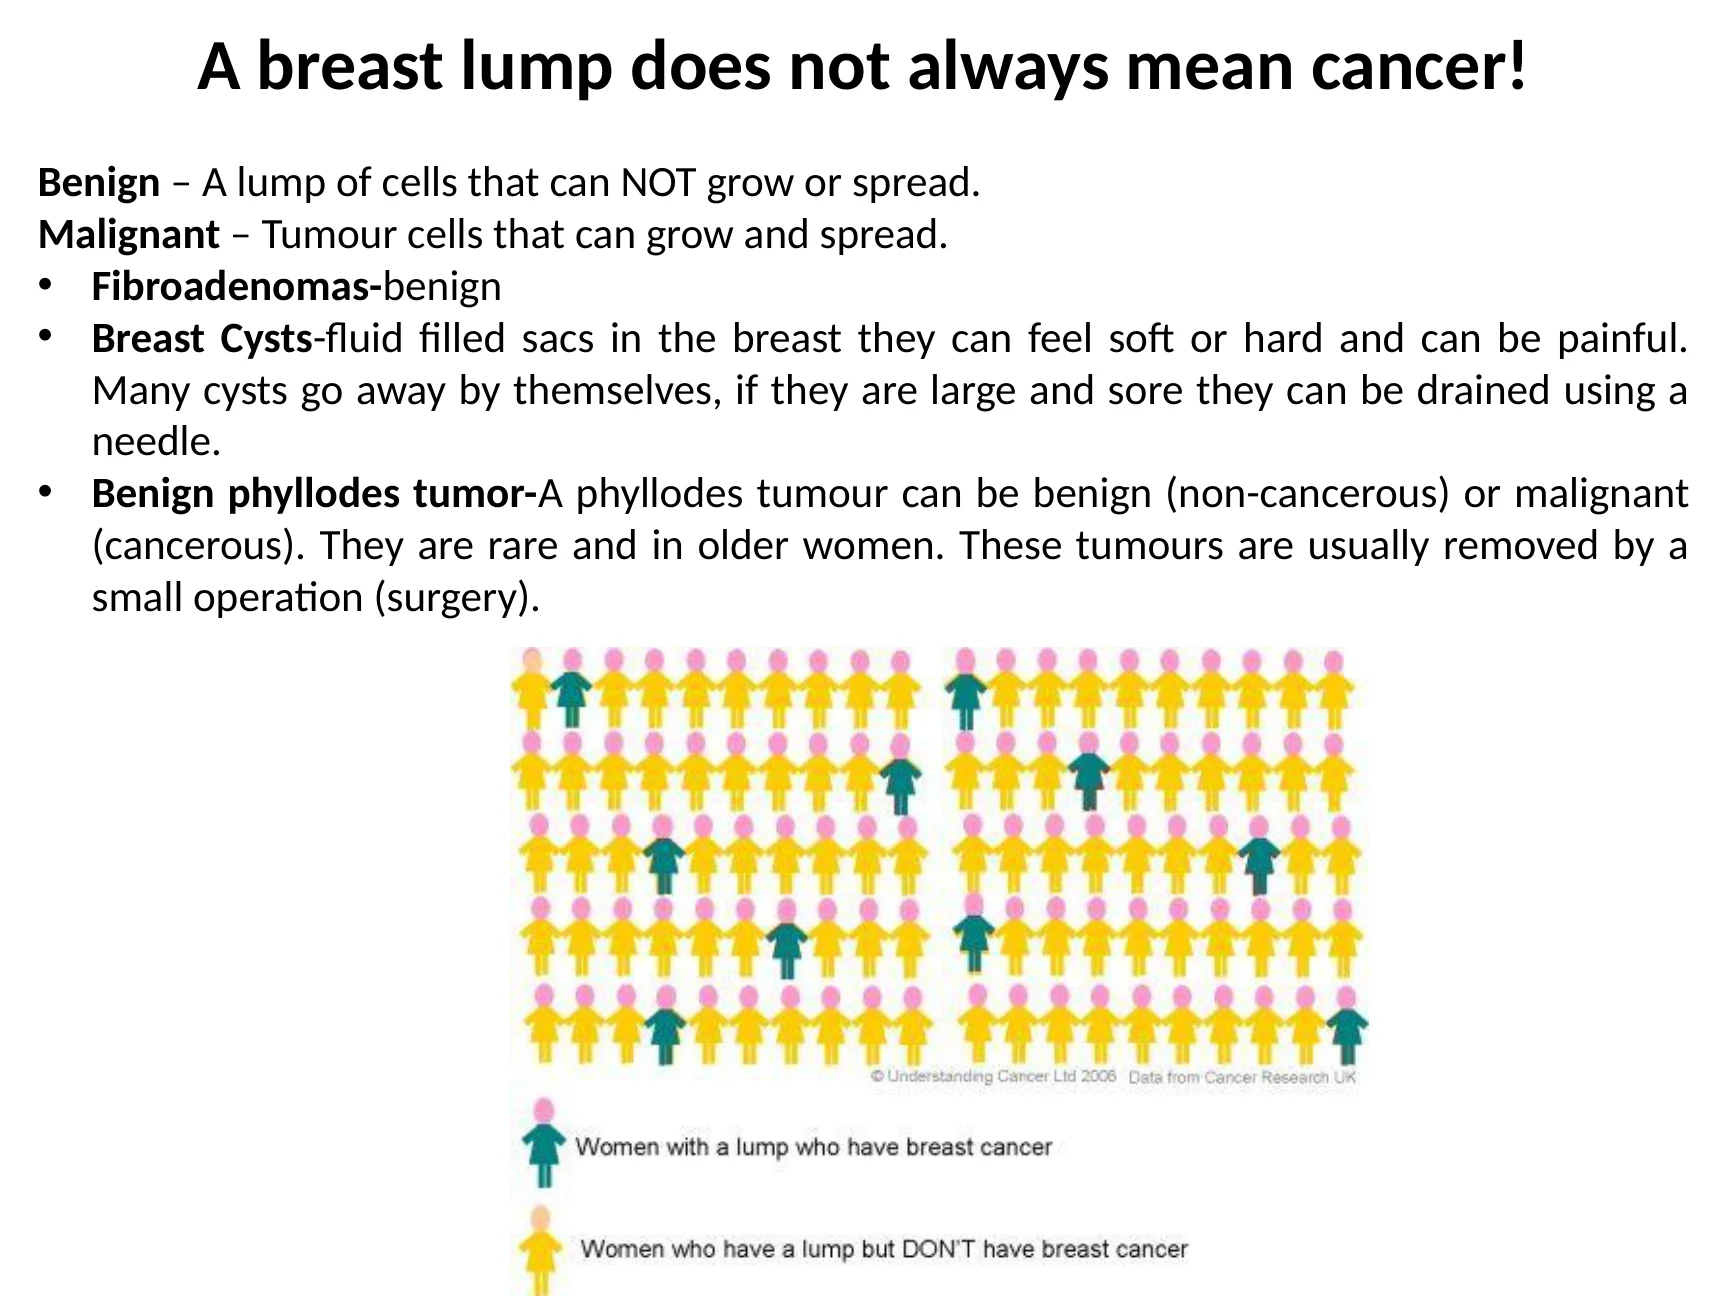 A breast lump does not always mean cancer!
Benign – A lump of cells that can NOT grow or spread.
Malignant – Tumour cells that can grow and spread.
• Fibroadenomas-benign
• Breast Cysts-fluid filled sacs in the breast they can feel soft or hard and can be painful.
Many cysts go away by themselves, if they are large and sore they can be drained using a
needle.
• Benign phyllodes tumor-A phyllodes tumour can be benign (non-cancerous) or malignant
(cancerous). They are rare and in older women. These tumours are usually removed by a
small operation (surgery).
© Understanding Cancer Ltd 2006 Data from Cancer Research UK
Women with a lump who have breast cancer
Women who have a lump but DON'T have breast cancer